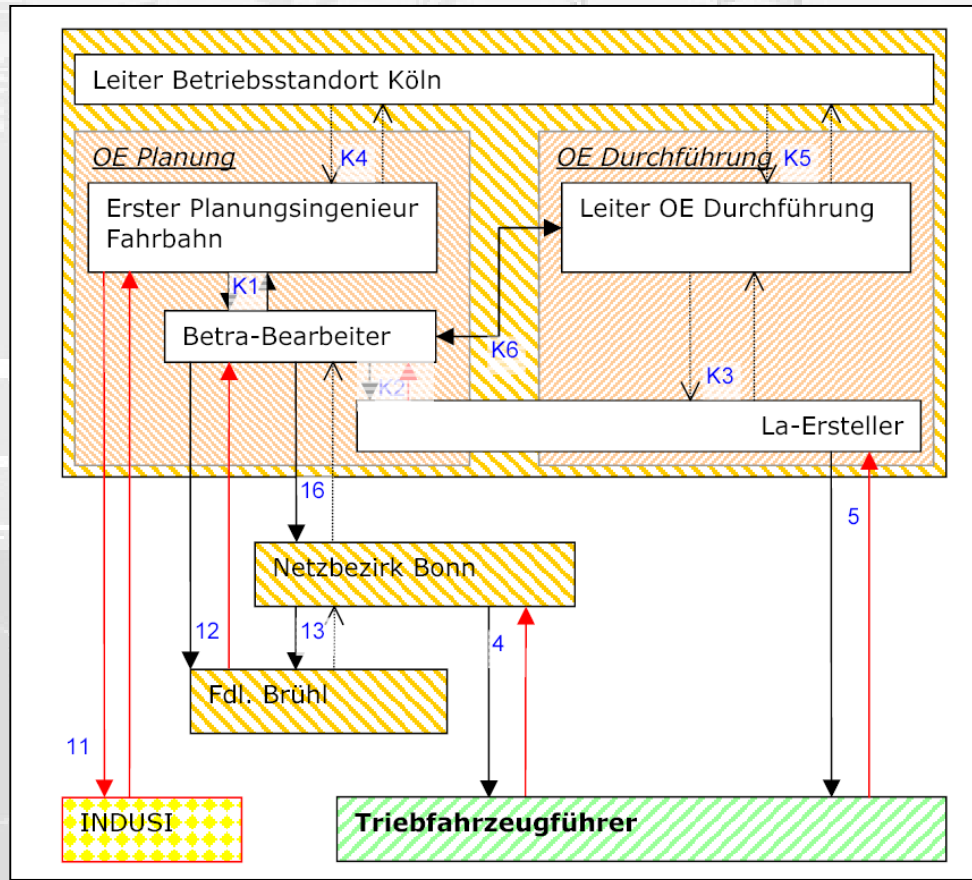 Leiter Betriebsstandort Köln
OE Planung
K4
OE Durchführung
K5
Erster Planungsingenieur
Fahrbahn
Leiter OE Durchführung
K1
Betra-Bearbeiter
K6
K2
K3
La-Ersteller
16
5
Netzbezirk Bonn
12
13
4
Fdl. Brühl
11
INDUSI
Triebfahrzeugführer